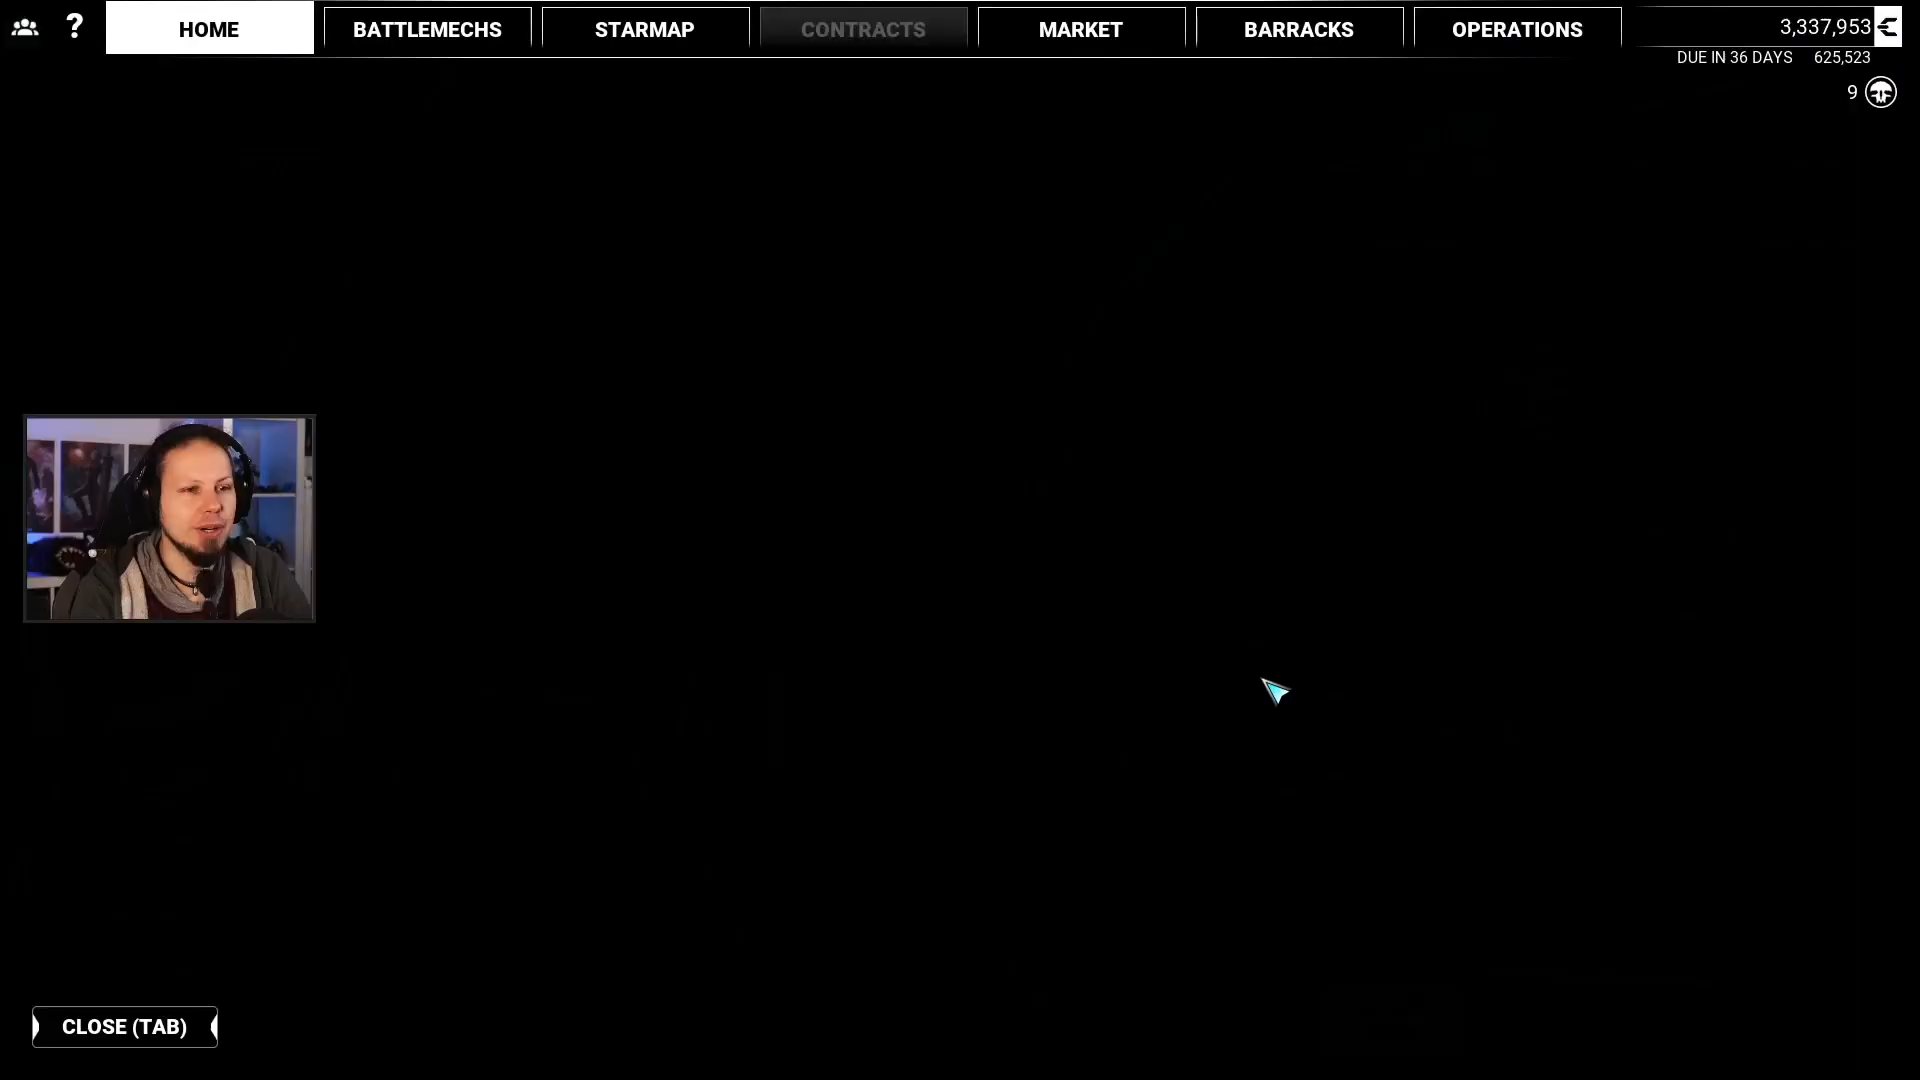 ?
HOME
BATTLEMECHS
STARMAP
CONTRACTS
MARKET
BARRACKS
OPERATIONS
3,337,953
DUE IN 36 DAYS 625,523
9
CLOSE (TAB)